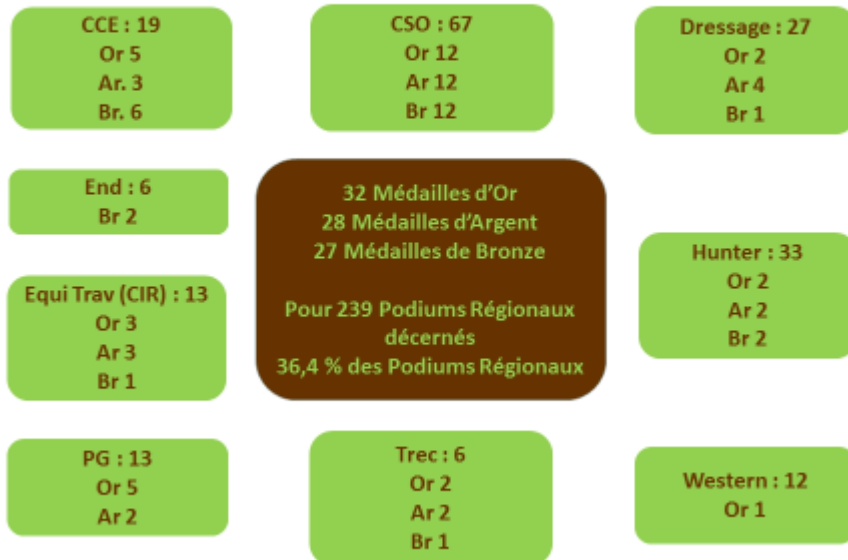 CCE : 19
Or 5
Ar. 3
Br. 6
CSO : 67
Or 12
Ar 12
Br 12
Dressage : 27
Or 2
Ar 4
Br 1
End : 6
Br 2
32 Médailles d’Or
28 Médailles d’Argent
27 Médailles de Bronze
Pour 239 Podiums Régionaux
décernés
36,4 % des Podiums Régionaux
Hunter : 33
Or 2
Ar 2
Br 2
Equi Trav (CIR) : 13
Or 3
Ar 3
Br 1
PG : 13
Or 5
Ar 2
Trec : 6
Or 2
Ar 2
Br 1
Western : 12
Or 1